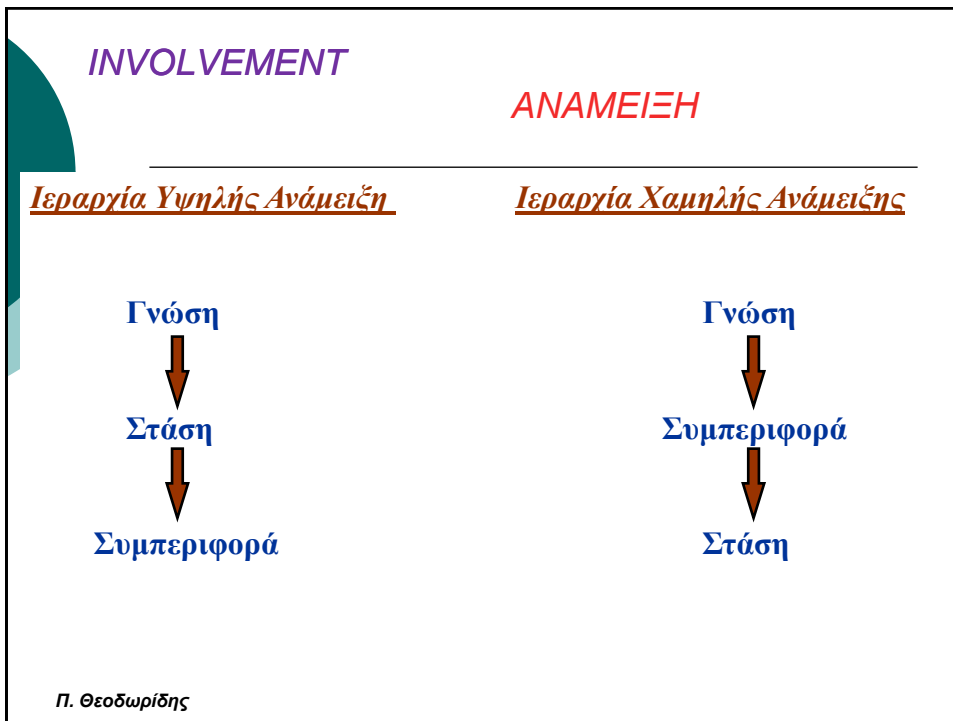 INVOLVEMENT
ΑΝΑΜΕΙΞΗ
Ιεραρχία Υψηλής Ανάμειξη
Γνώση
Στάση
Συμπεριφορά
Ιεραρχία Χαμηλής Ανάμειξης
Γνώση
Συμπεριφορά
Στάση
Π. Θεοδωρίδης